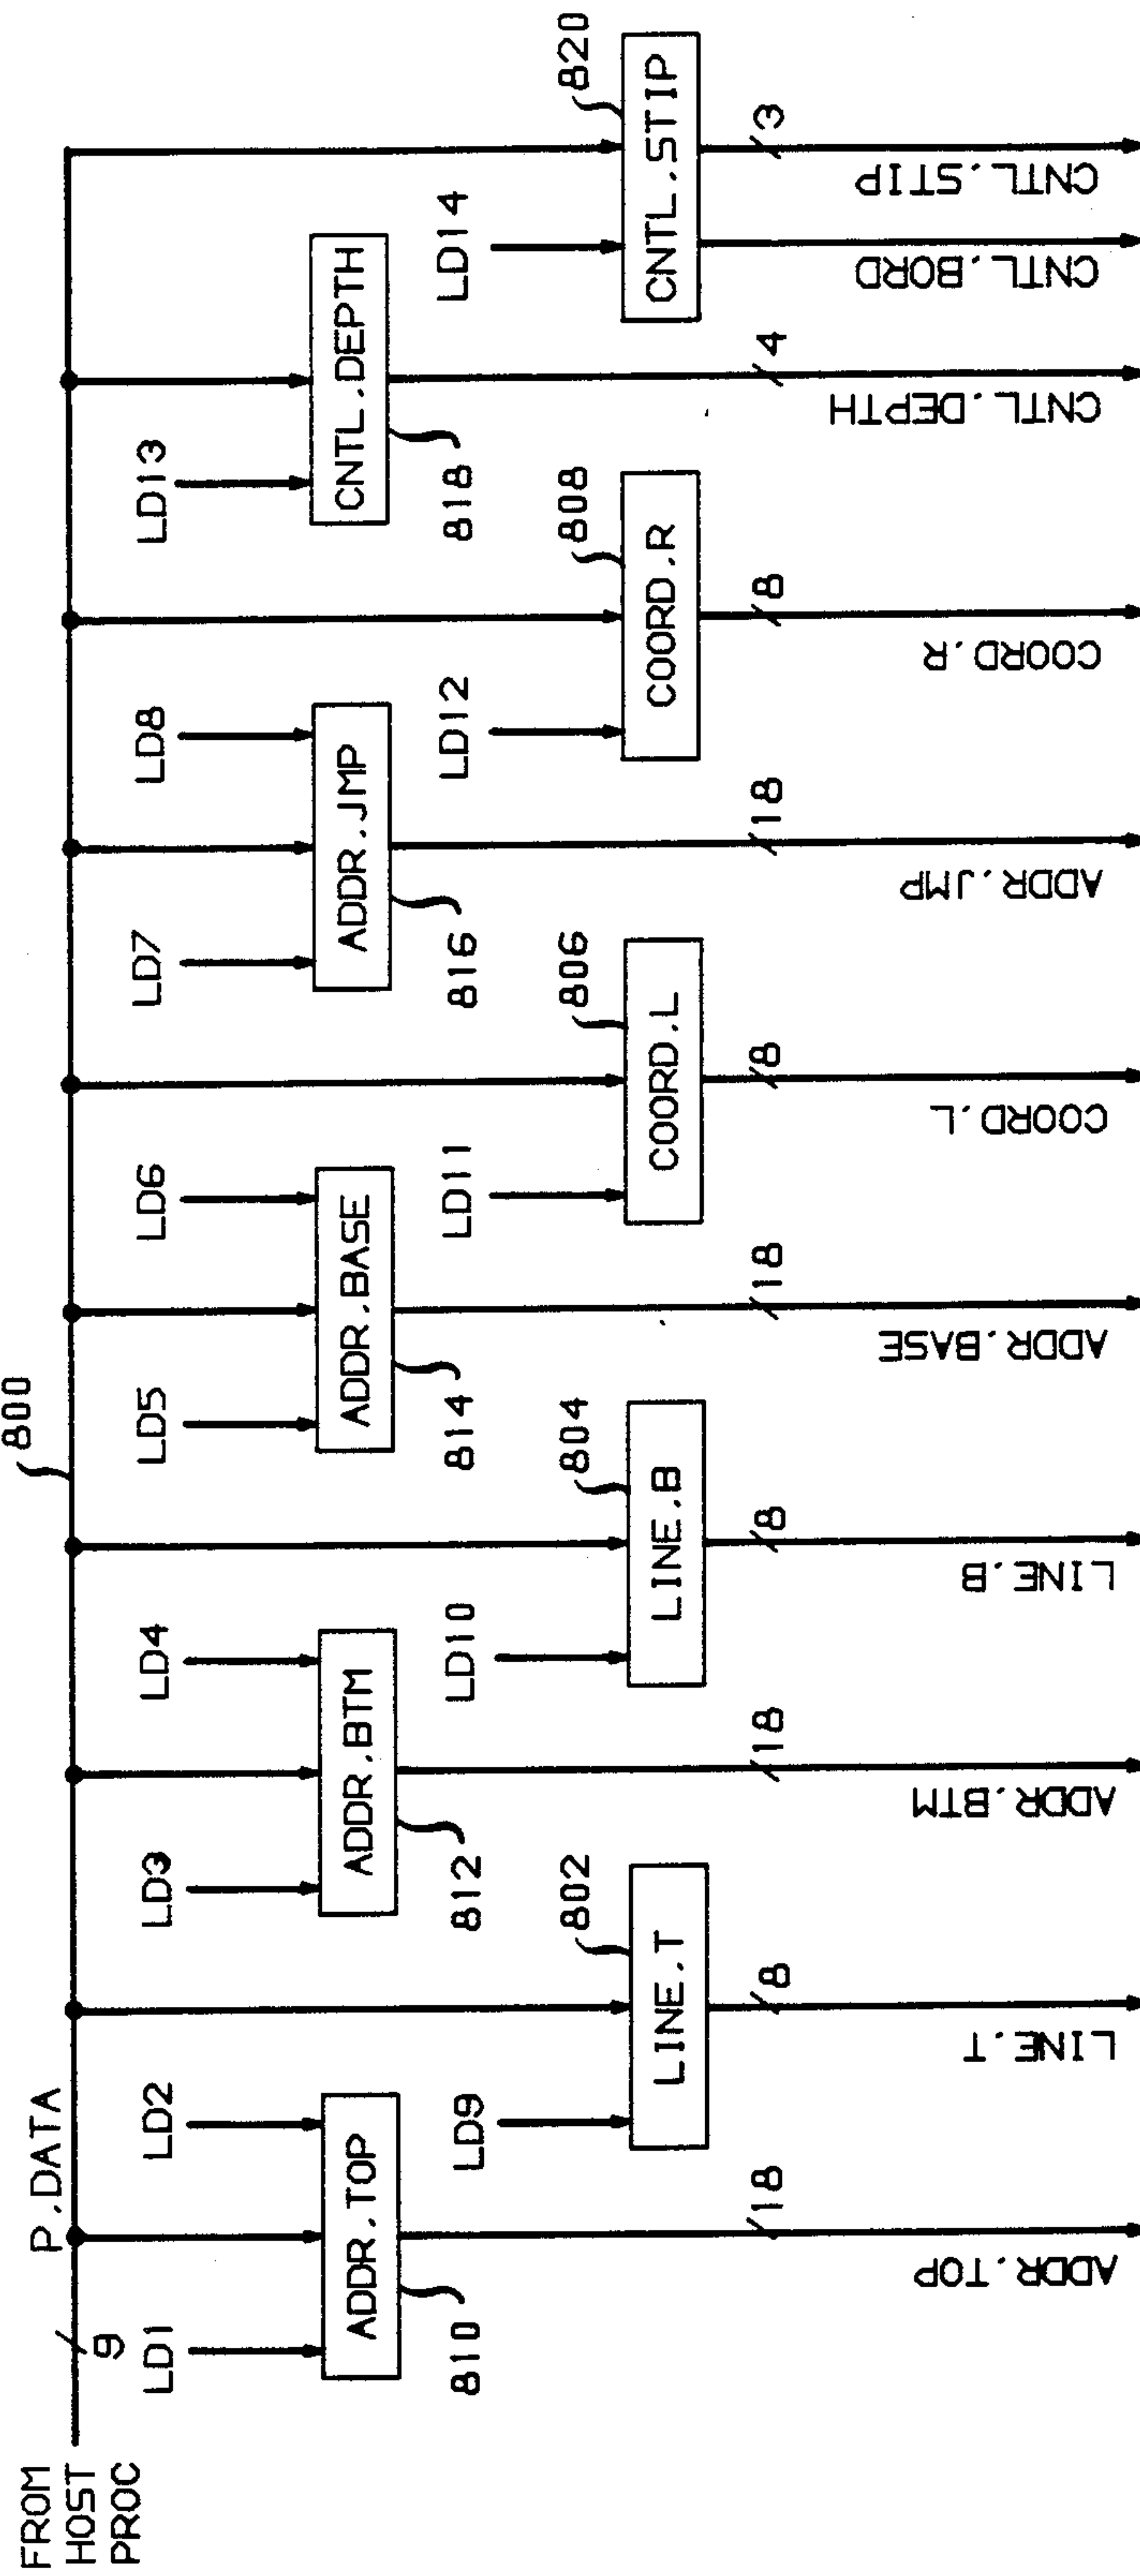 FROM
HOST
PROC
9
P.DATA
800
LD1
LD2
ADDR.TOP
810
18
ADDR.TOP
LD9
LINE.T
802
8
LINE.T
LD3
LD4
ADDR.BTM
812
18
ADDR.BTM
LD10
LINE.B
804
8
LINE.B
LD5
LD6
ADDR.BASE
814
18
ADDR.BASE
LD11
COORD.L
806
8
COORD.L
LD7
LD8
ADDR.JMP
816
18
ADDR.JMP
LD12
COORD.R
808
8
COORD.R
LD13
CNTL.DEPTH
818
4
CNTL.DEPTH
LD14
CNTL.STIP
820
CNTL.BORD
3
CNTL.STIP